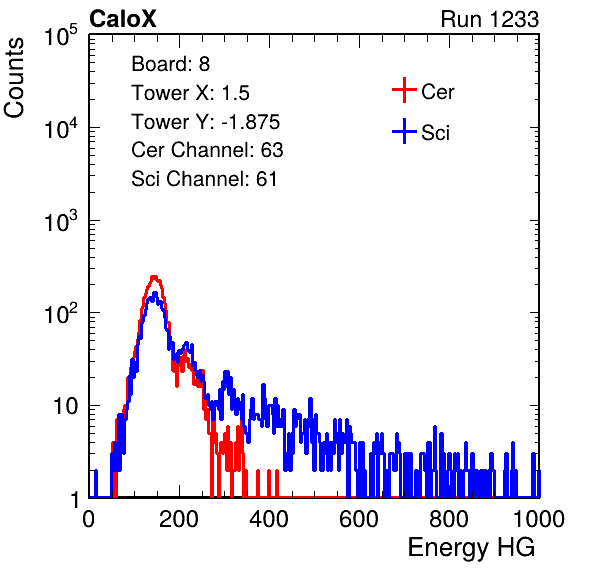 CaloX Run 1233
Counts
Board: 8
Tower X: 1.5
Tower Y: -1.875
Cer Channel: 63
Sci Channel: 61
Cer
Sci
10^5
10^4
10^3
10^2
10
1
0 200 400 600 800 1000
Energy HG